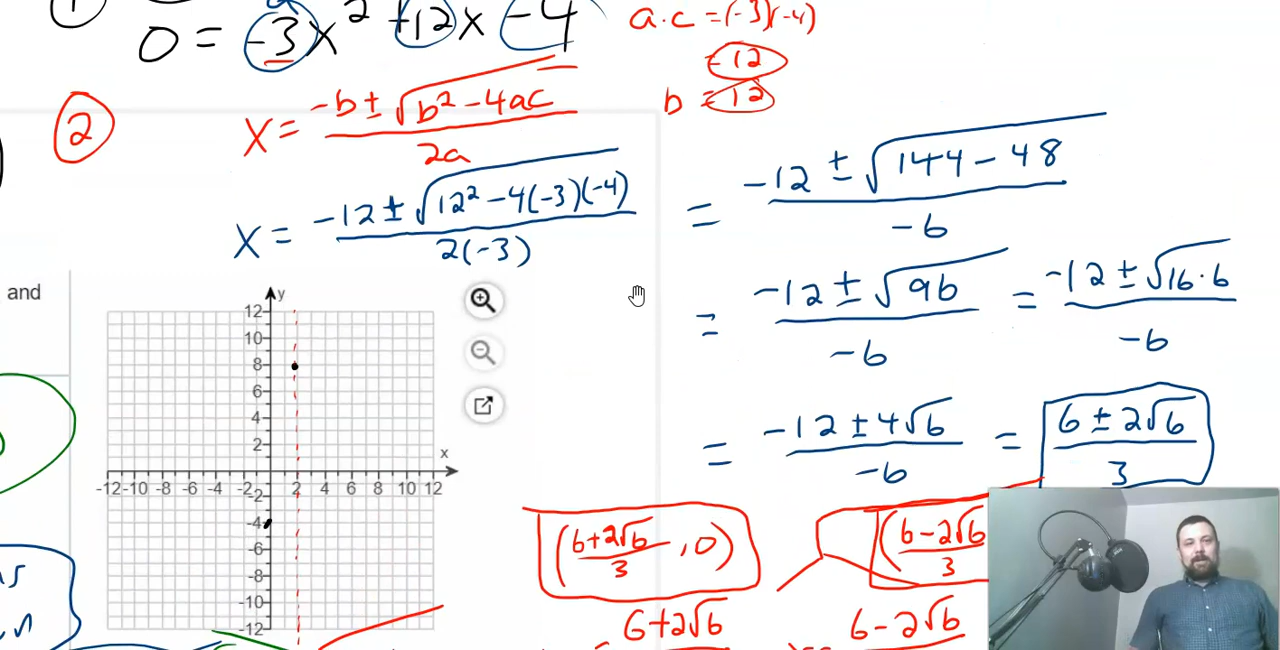 ①
0 = -3x² +12x -4
a·c = (-3)(-4)
= 12
b = 12
②
x = -b ± √b² - 4ac / 2a
x = -12 ± √12² - 4(-3)(-4) / 2(-3)
= -12 ± √144 - 48 / -6
= -12 ± √96 / -6 = -12 ± √16·6 / -6
= -12 ± 4√6 / -6 = 6 ± 2√6 / 3
and
y
12
10
8
6
4
2
x
-12 -10 -8 -6 -4 -2 2 4 6 8 10 12
-2
-4
-6
-8
-10
-12
(6+2√6 / 3, 0)
(6-2√6 / 3
6+2√6
6-2√6